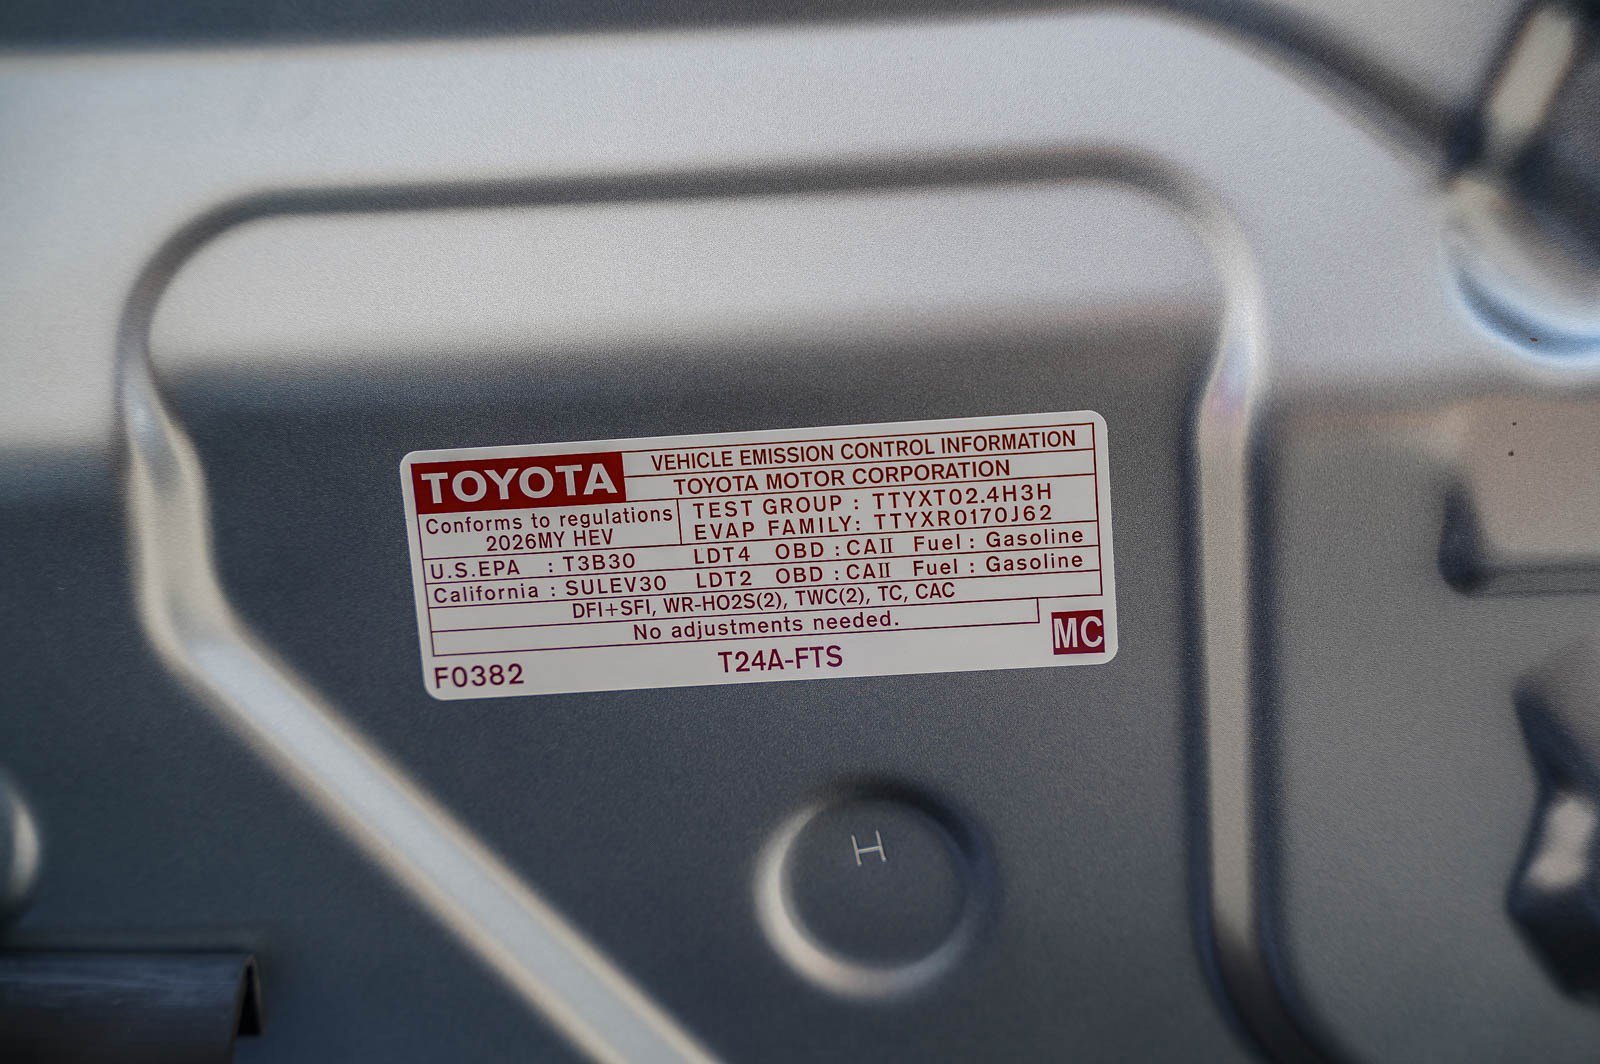 TOYOTA
VEHICLE EMISSION CONTROL INFORMATION
TOYOTA MOTOR CORPORATION
Conforms to regulations
2026MY HEV
TEST GROUP : TTYXT02.4H3H
EVAP FAMILY: TTYXR0170J62
U.S.EPA : T3B30 LDT4 OBD : CAII Fuel : Gasoline
California : SULEV30 LDT2 OBD : CAII Fuel : Gasoline
DFI+SFI, WR-HO2S(2), TWC(2), TC, CAC
No adjustments needed.
MC
F0382
T24A-FTS
H